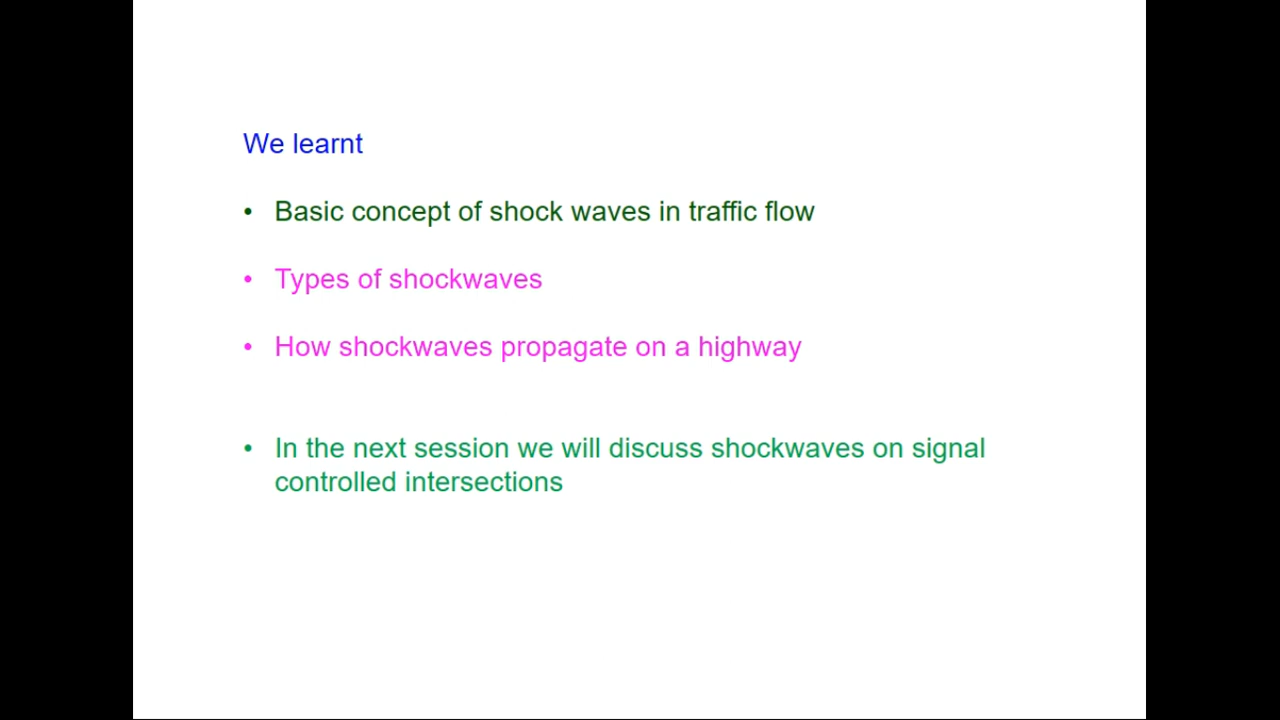 We learnt
• Basic concept of shock waves in traffic flow
• Types of shockwaves
• How shockwaves propagate on a highway
• In the next session we will discuss shockwaves on signal
controlled intersections